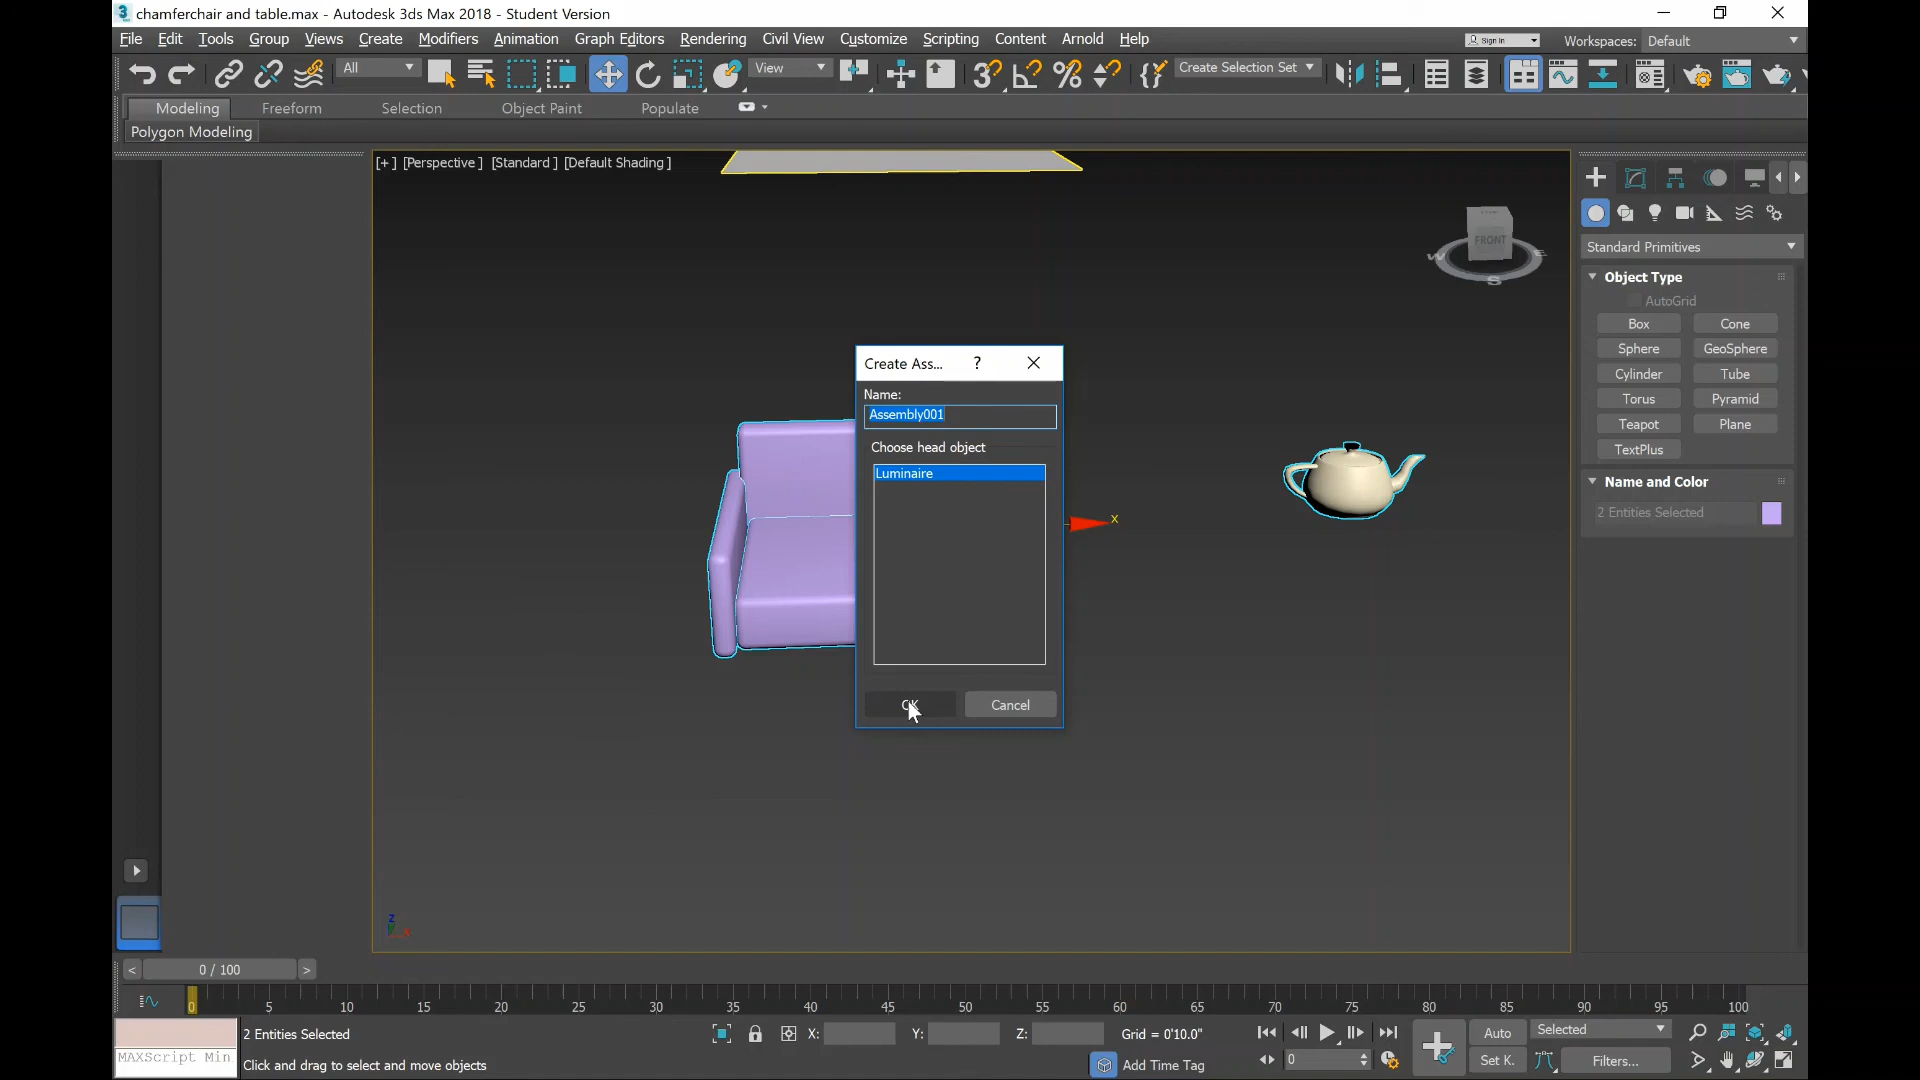 chamferchair and table.max - Autodesk 3ds Max 2018 - Student Version
File Edit Tools Group Views Create Modifiers Animation Graph Editors Rendering Civil View Customize Scripting Content Arnold Help
Sign In Workspaces: Default
All View Create Selection Set
Modeling Freeform Selection Object Paint Populate
Polygon Modeling
[+] [Perspective] [Standard] [Default Shading]
FRONT
W E
S
Standard Primitives
Object Type
AutoGrid
Box Cone
Sphere GeoSphere
Cylinder Tube
Torus Pyramid
Teapot Plane
TextPlus
Name and Color
2 Entities Selected
Create Ass... ?
Name:
Assembly001
Choose head object
Luminaire
OK Cancel
x
z
x
< 0 / 100 >
0 5 10 15 20 25 30 35 40 45 50 55 60 65 70 75 80 85 90 95 100
2 Entities Selected X: Y: Z: Grid = 0'10.0" Auto Selected
MAXScript Min Click and drag to select and move objects Add Time Tag 0 Set K. Filters...